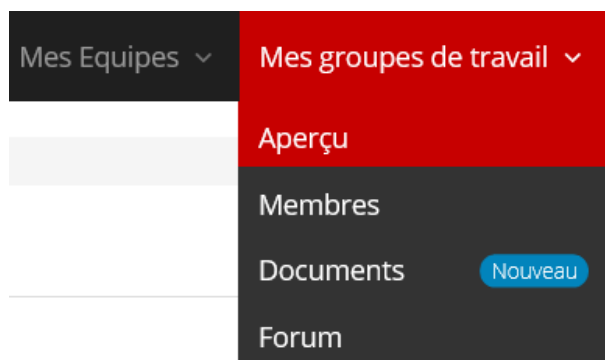 Mes Equipes
Mes groupes de travail
Aperçu
Membres
Documents
Nouveau
Forum